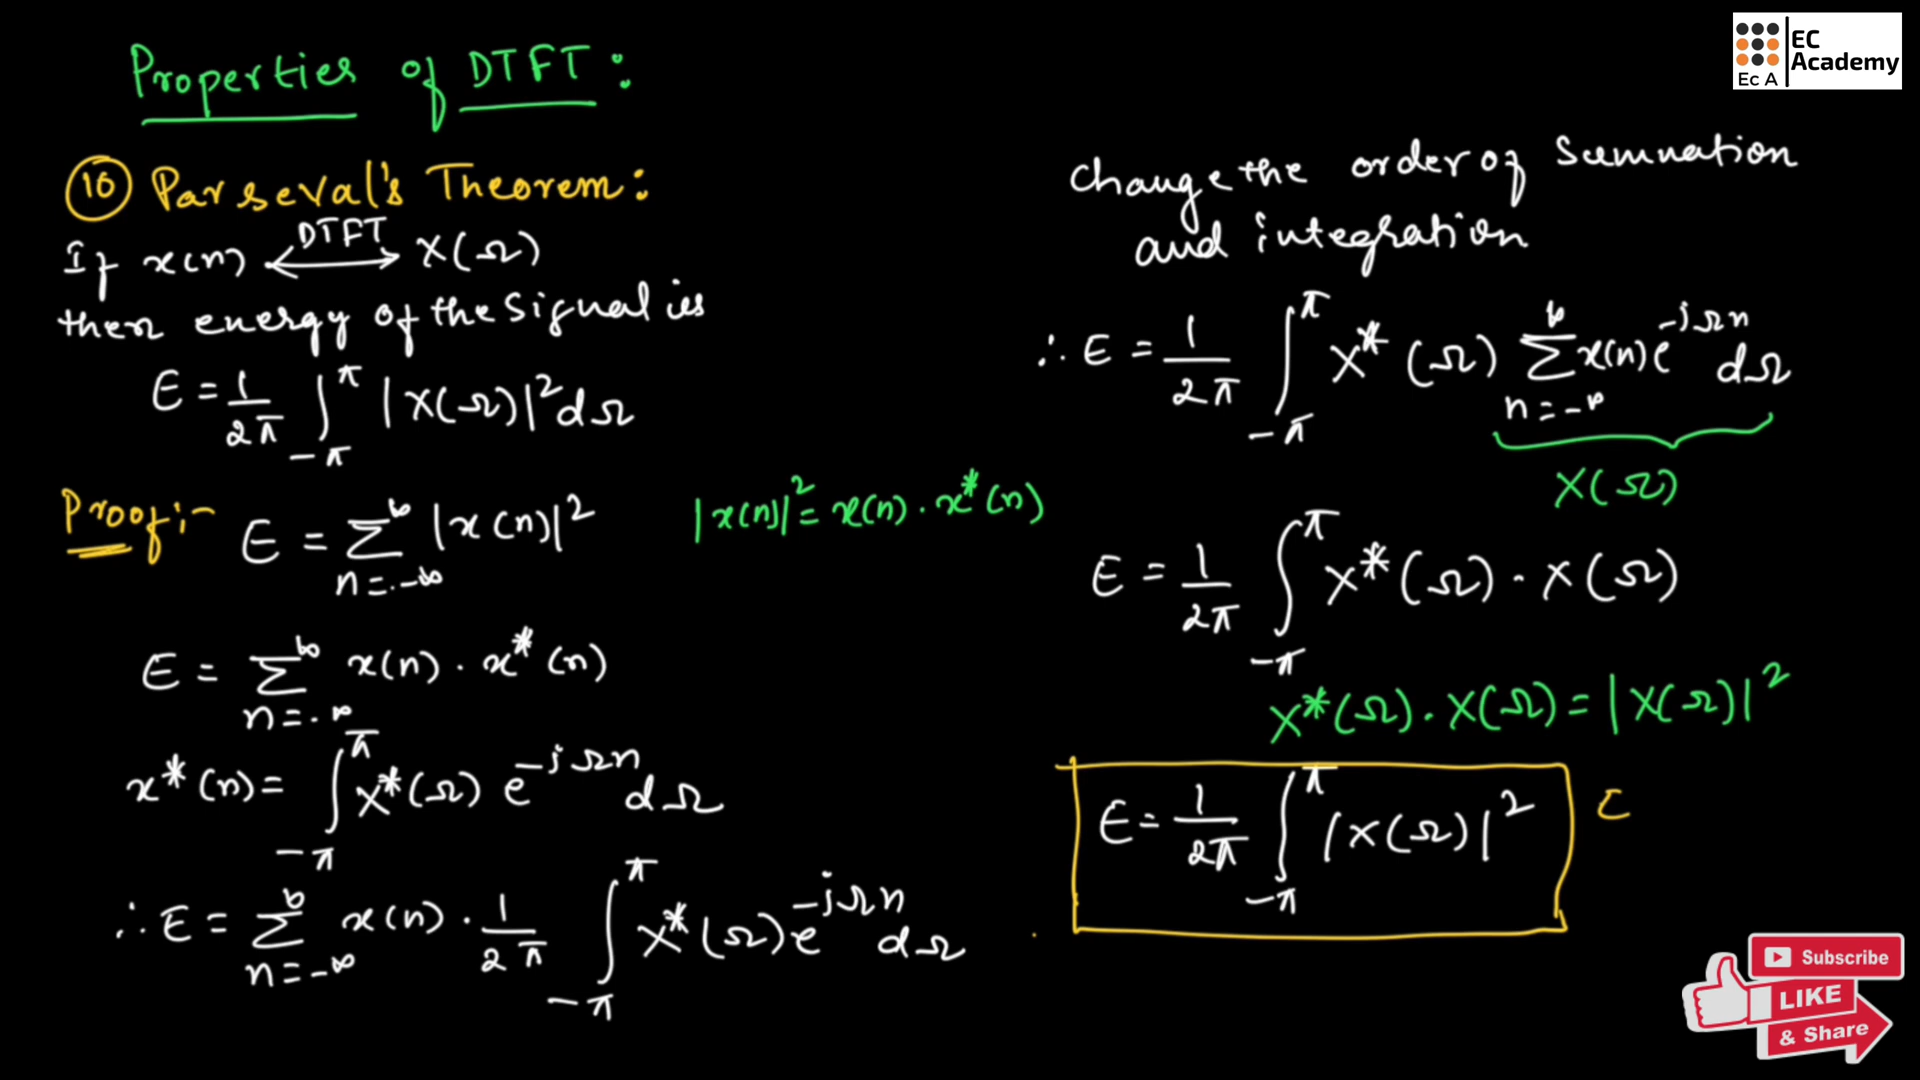 Properties of DTFT:
10 Parseval's Theorem:
If x(n) <-DTFT-> X(Ω)
then energy of the Signal is
E = 1/2π ∫_{-π}^{π} |X(Ω)|² dΩ
Proof:- E = Σ_{n=-∞}^{∞} |x(n)|²
|x(n)|² = x(n) . x*(n)
E = Σ_{n=-∞}^{∞} x(n) . x*(n)
x*(n) = ∫_{-π}^{π} X*(Ω) e^{-jΩn} dΩ
∴ E = Σ_{n=-∞}^{∞} x(n) . 1/2π ∫_{-π}^{π} X*(Ω) e^{-jΩn} dΩ
Change the order of Summation
and integration
∴ E = 1/2π ∫_{-π}^{π} X*(Ω) Σ_{n=-∞}^{∞} x(n) e^{-jΩn} dΩ
X(Ω)
E = 1/2π ∫_{-π}^{π} X*(Ω) . X(Ω)
X*(Ω) . X(Ω) = |X(Ω)|²
E = 1/2π ∫_{-π}^{π} |X(Ω)|²
EC
Academy
Ec A
Subscribe
LIKE
& Share